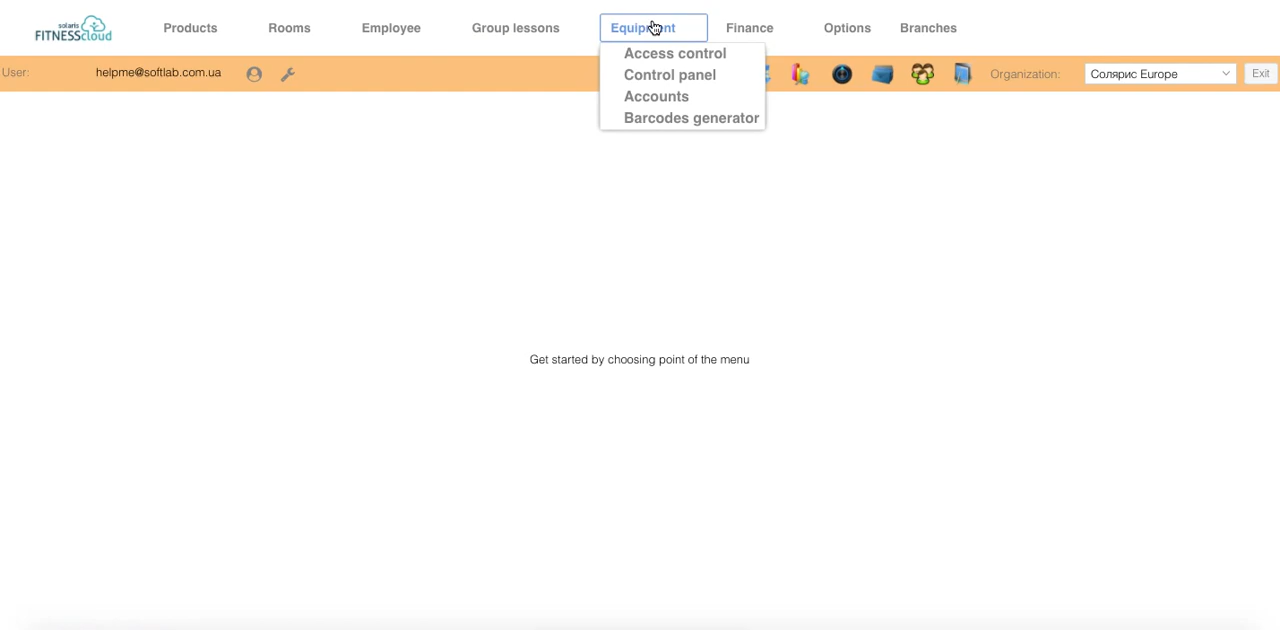 solaris
FITNESScloud
Products
Rooms
Employee
Group lessons
Equipment
Finance
Options
Branches
Access control
Control panel
Accounts
Barcodes generator
User:
helpme@softlab.com.ua
Organization:
Солярис Europe
Exit
Get started by choosing point of the menu